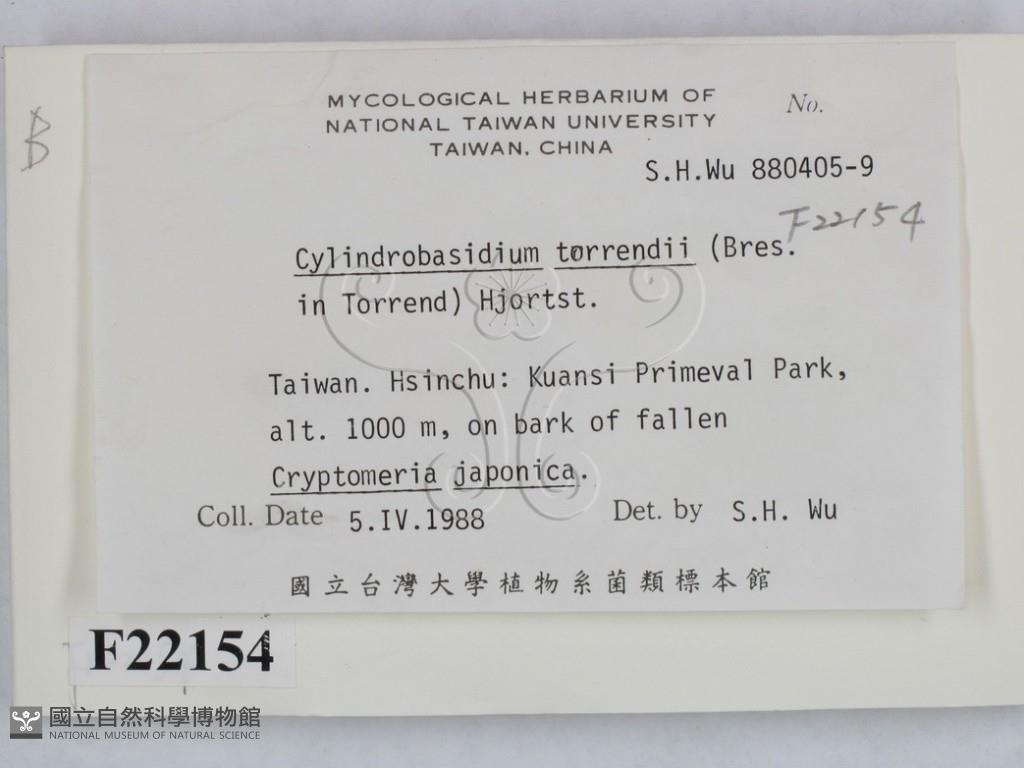 B
MYCOLOGICAL HERBARIUM OF
NATIONAL TAIWAN UNIVERSITY
TAIWAN, CHINA
No.
S.H.Wu 880405-9
F22154
Cylindrobasidium torrendii (Bres.
in Torrend) Hjortst.
Taiwan. Hsinchu: Kuansi Primeval Park,
alt. 1000 m, on bark of fallen
Cryptomeria japonica.
Coll. Date 5.IV.1988 Det. by S.H. Wu
國立台灣大學植物系菌類標本館
F22154
國立自然科學博物館
NATIONAL MUSEUM OF NATURAL SCIENCE